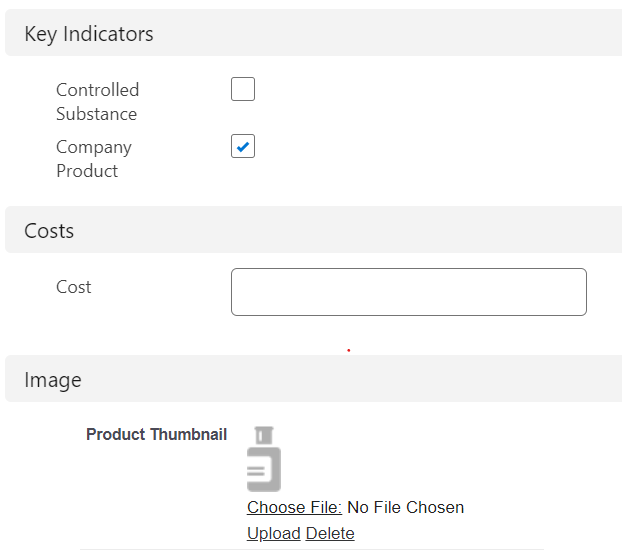 Key Indicators
Controlled
Substance
Company
Product
Costs
Cost
Image
Product Thumbnail
Choose File: No File Chosen
Upload Delete